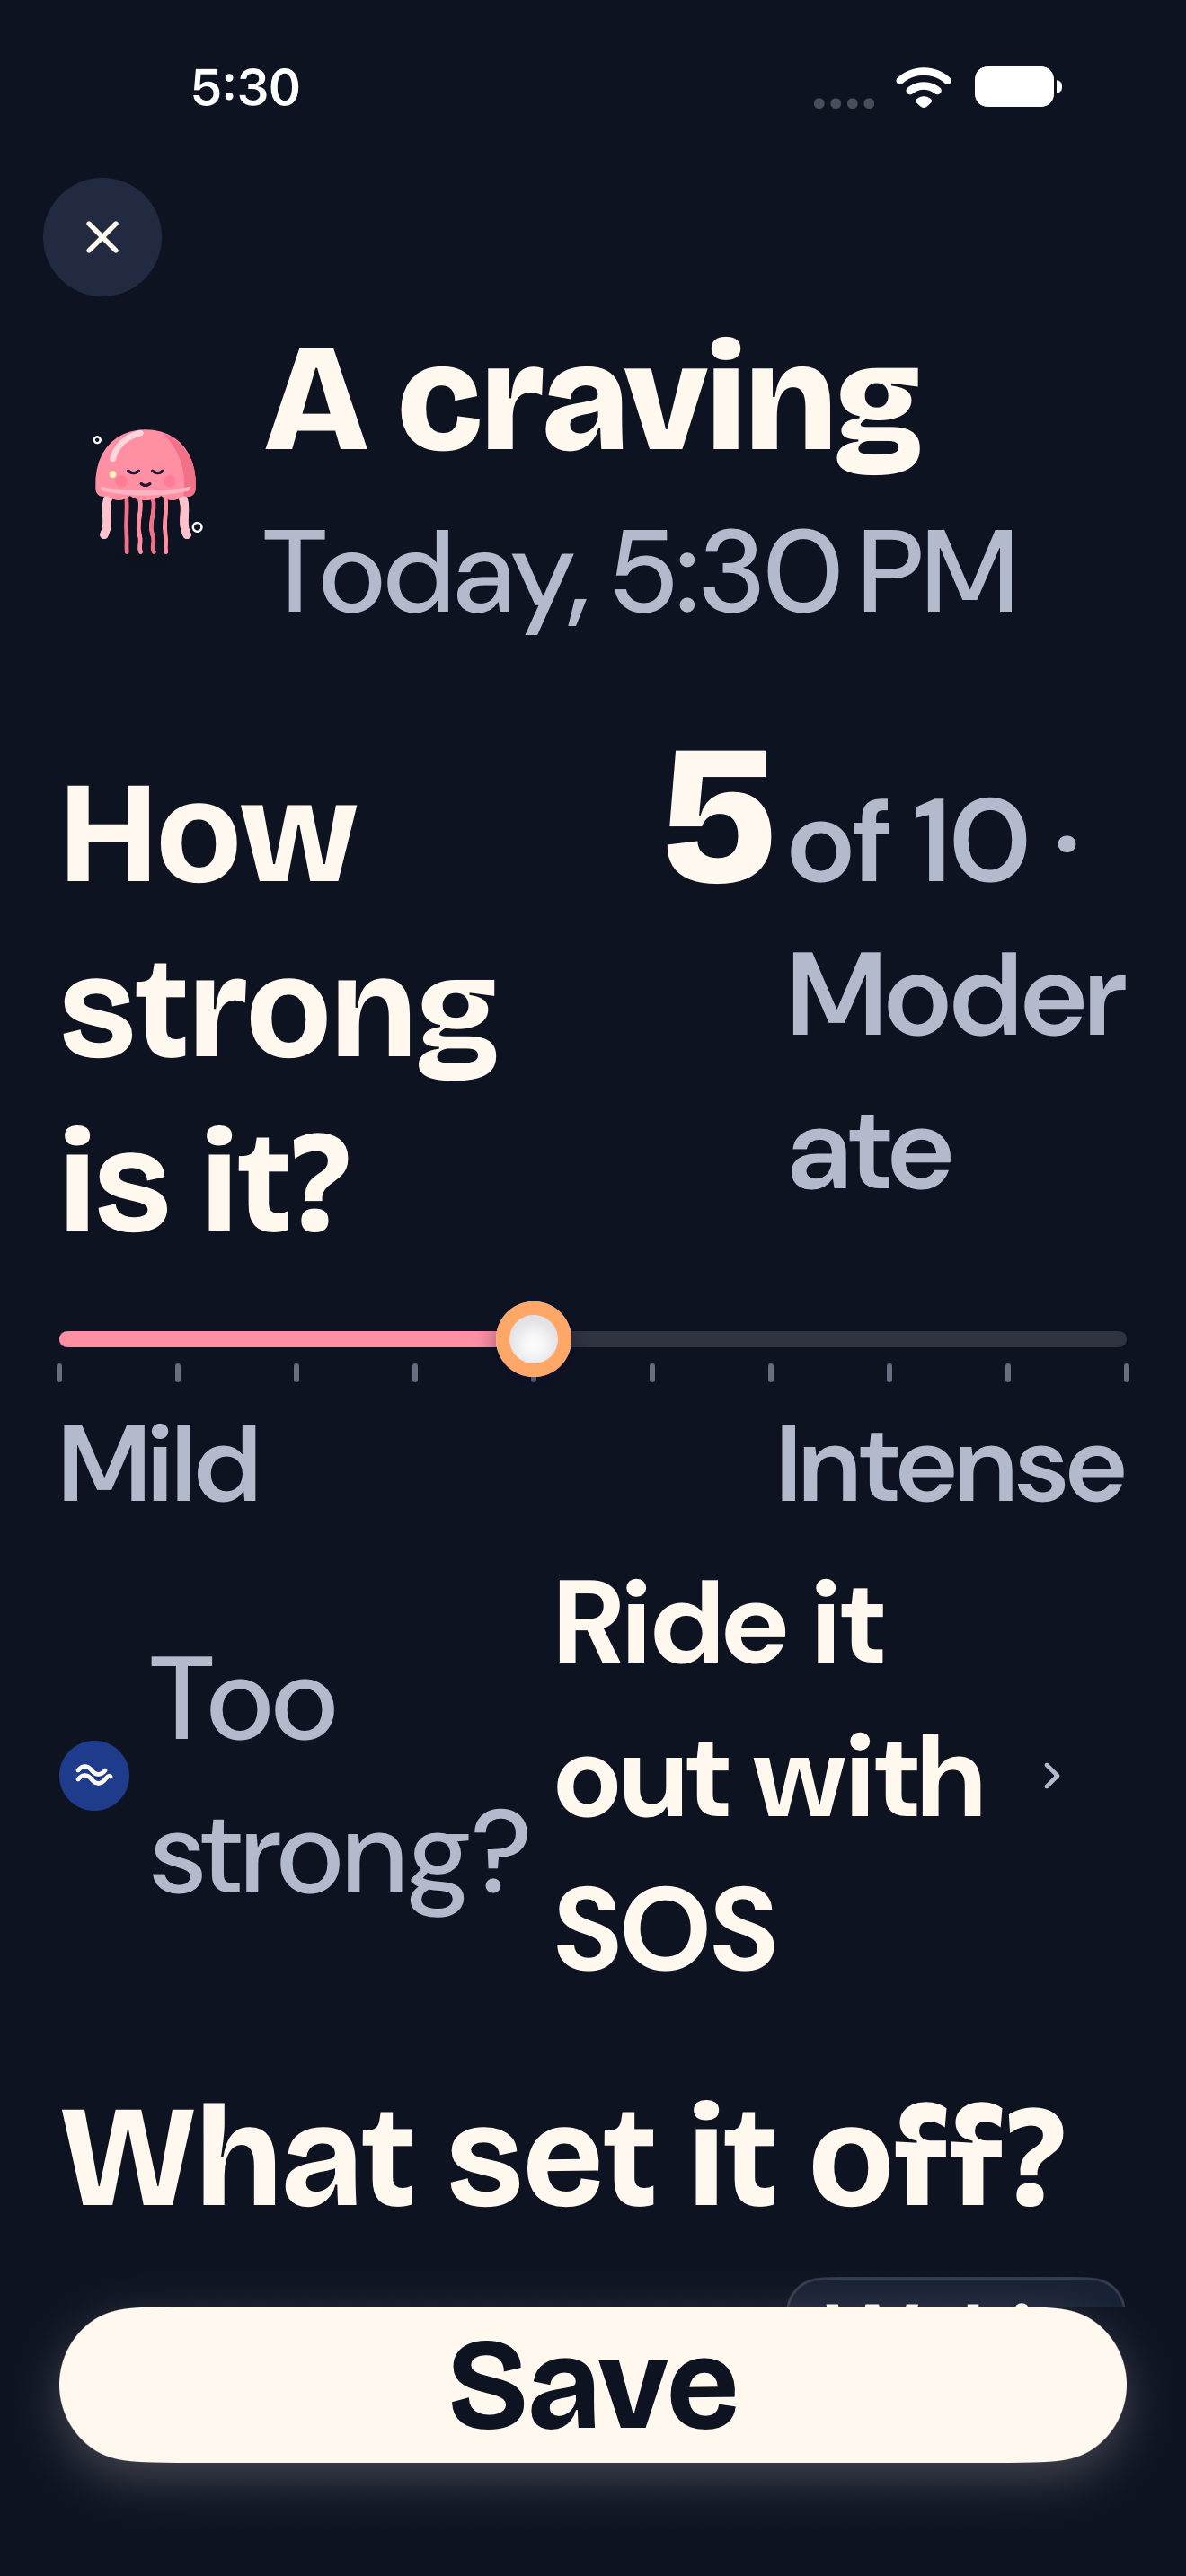 5:30
A craving
Today, 5:30 PM
How
strong
is it?
5 of 10 ·
Moder
ate
Mild
Intense
Too
strong?
Ride it
out with
SOS
What set it off?
Save